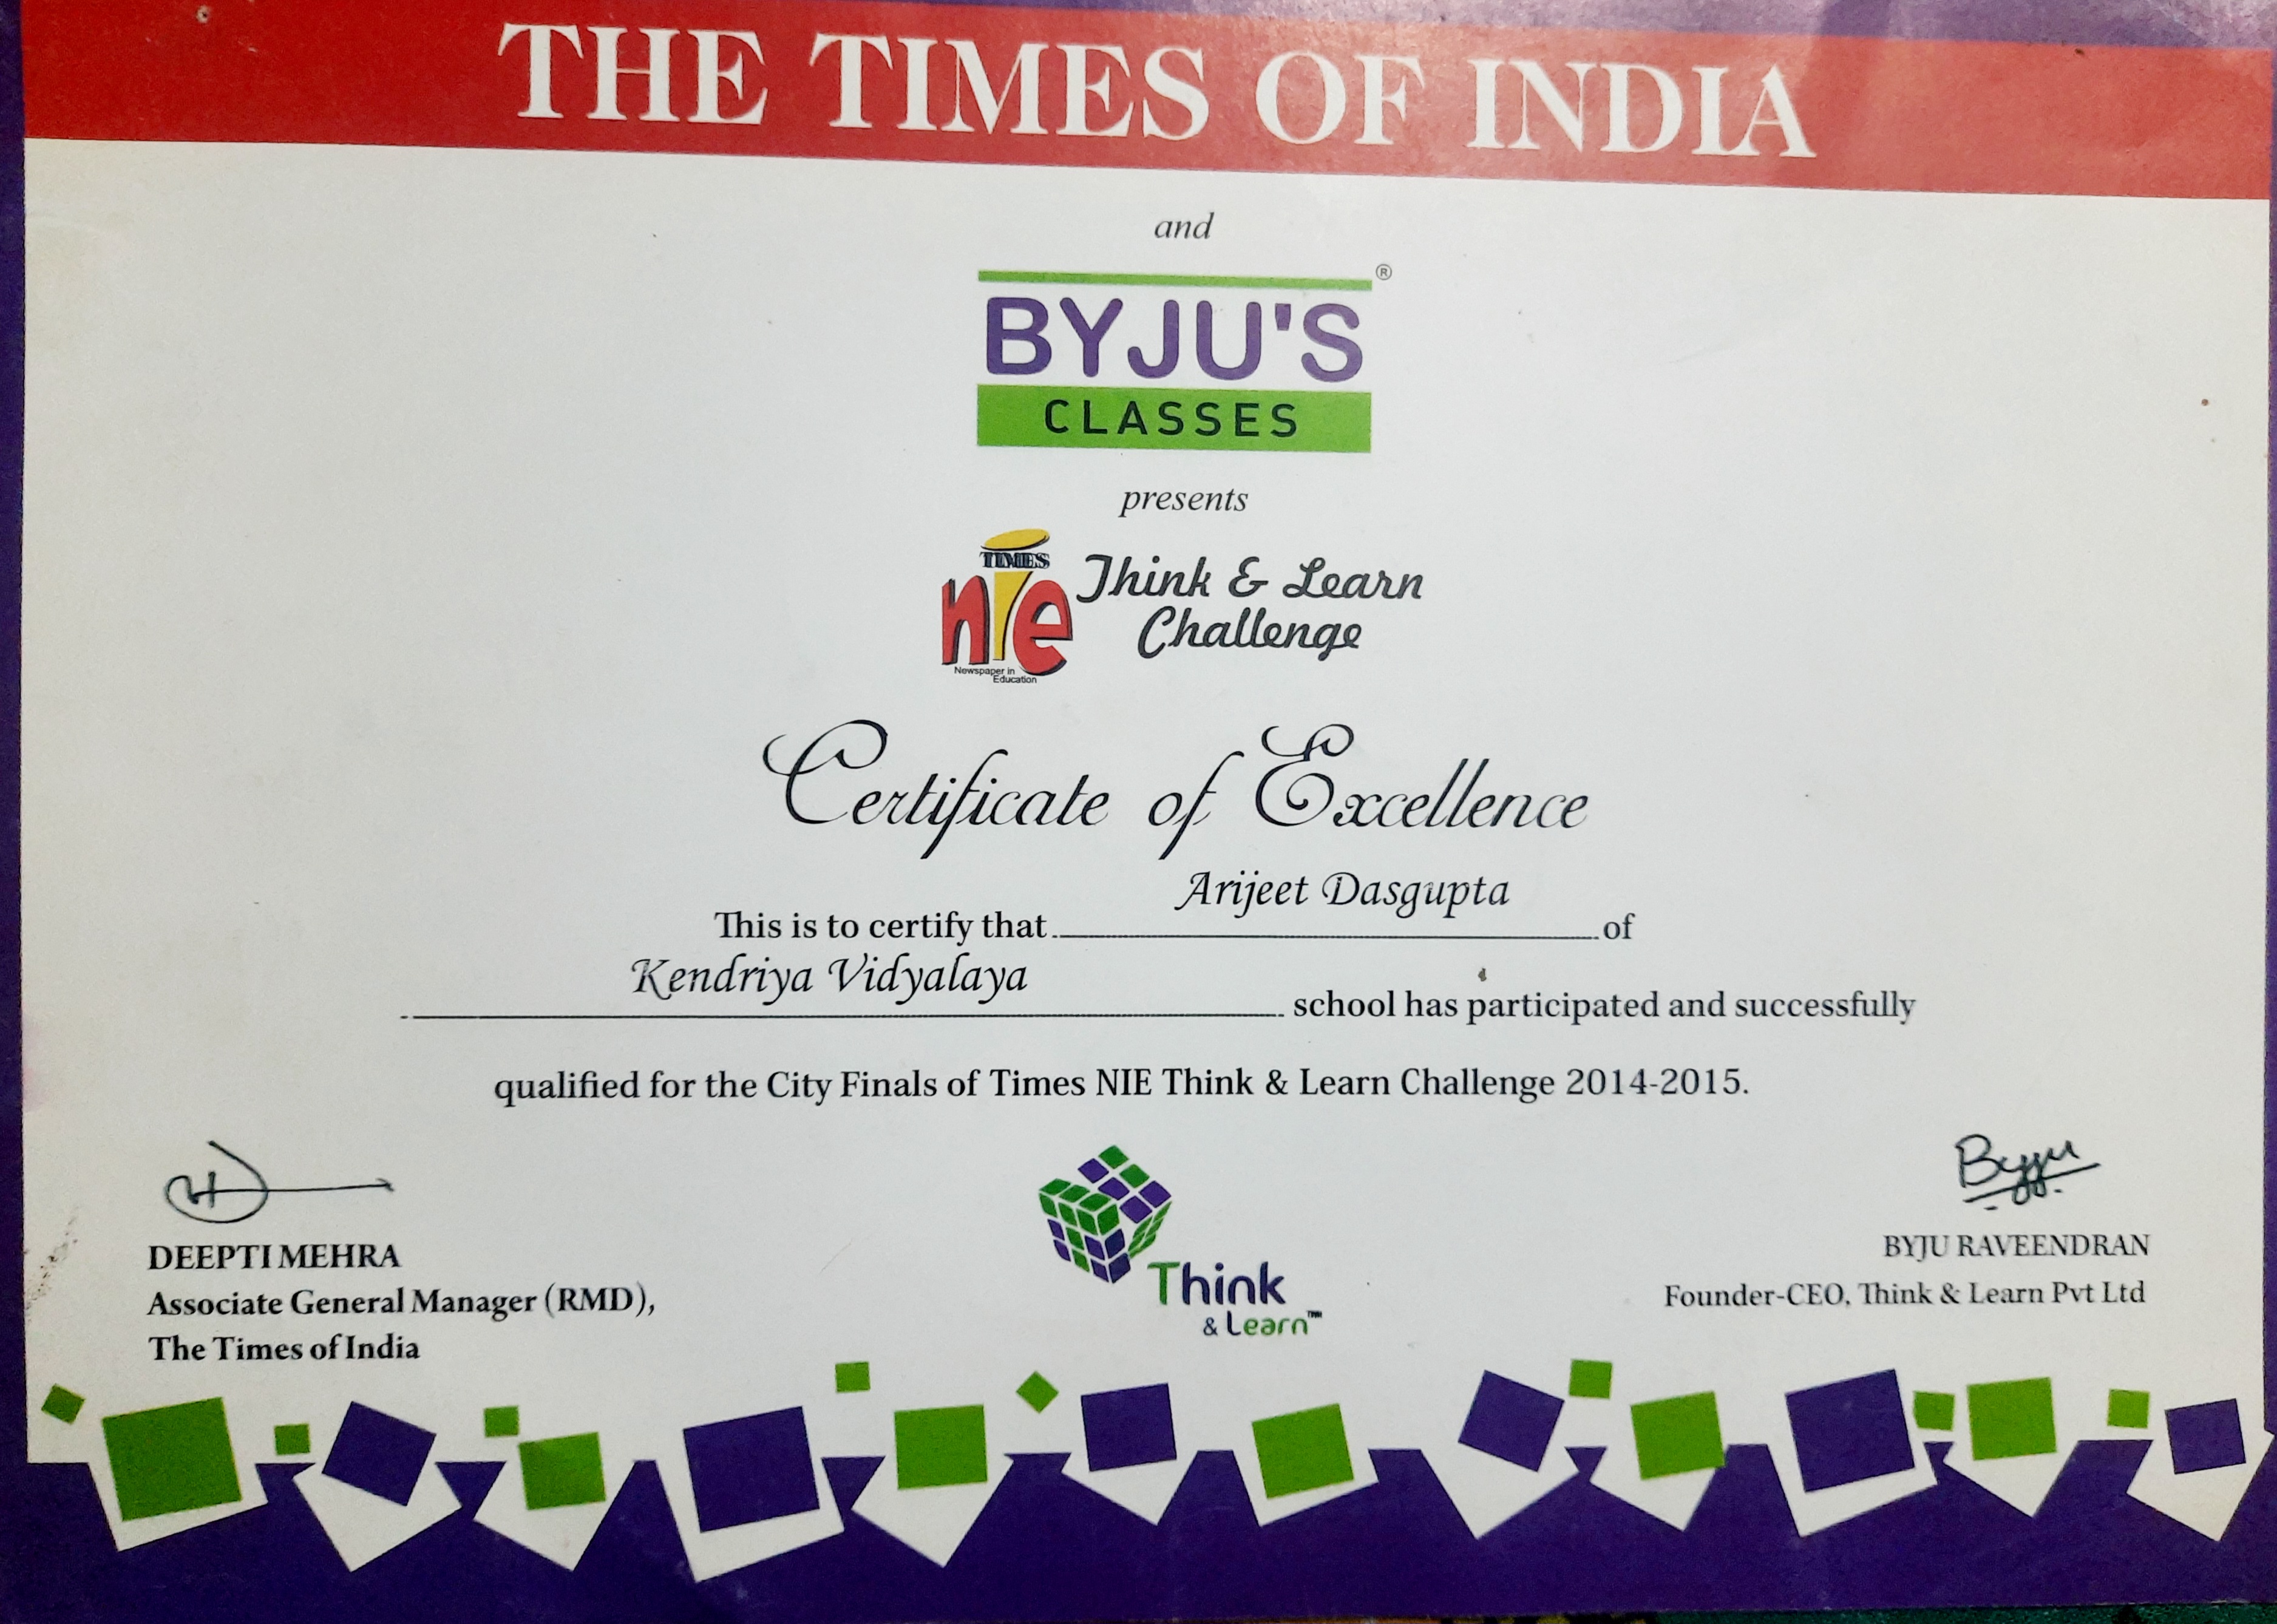 THE TIMES OF INDIA
and
BYJU'S ®
CLASSES
presents
TIMES
nie
Newspaper in
Education
Think & Learn
Challenge
Certificate of Excellence
Arijeet Dasgupta
This is to certify that of
Kendriya Vidyalaya
school has participated and successfully
qualified for the City Finals of Times NIE Think & Learn Challenge 2014-2015.
Byju
DEEPTI MEHRA
Associate General Manager (RMD),
The Times of India
Think
& Learn™
BYJU RAVEENDRAN
Founder-CEO, Think & Learn Pvt Ltd